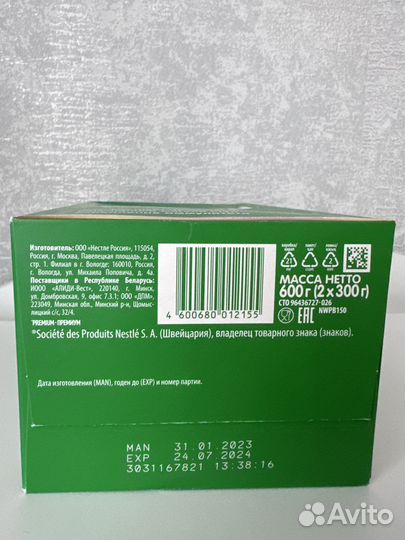 Изготовитель: ООО «Нестле Россия», 115054,
Россия, г. Москва, Павелецкая площадь, д. 2,
стр. 1. Филиал в г. Вологде: 160010, Россия,
г. Вологда, ул. Михаила Поповича, д. 4а.
Поставщики в Республике Беларусь:
ИООО «АЛИДИ-Вест», 220140, г. Минск,
ул. Домбровская, 9, офис 7.3.1; ООО «ДПМ»,
223049, Минская обл., Минский р-н, Щомыс-
лицкий с/с, 32/4.
PREMIUM - ПРЕМИУМ
*Société des Produits Nestlé S. A. (Швейцария), владелец товарного знака (знаков).
4 600680 012155
21
МАССА НЕТТО
600 г (2 x 300 г)
СТО 96436727-026
EAC NWPB150
Дата изготовления (MAN), годен до (EXP) и номер партии.
MAN 31.01.2023
EXP 24.07.2024
3031167821 13:38:16
Avito